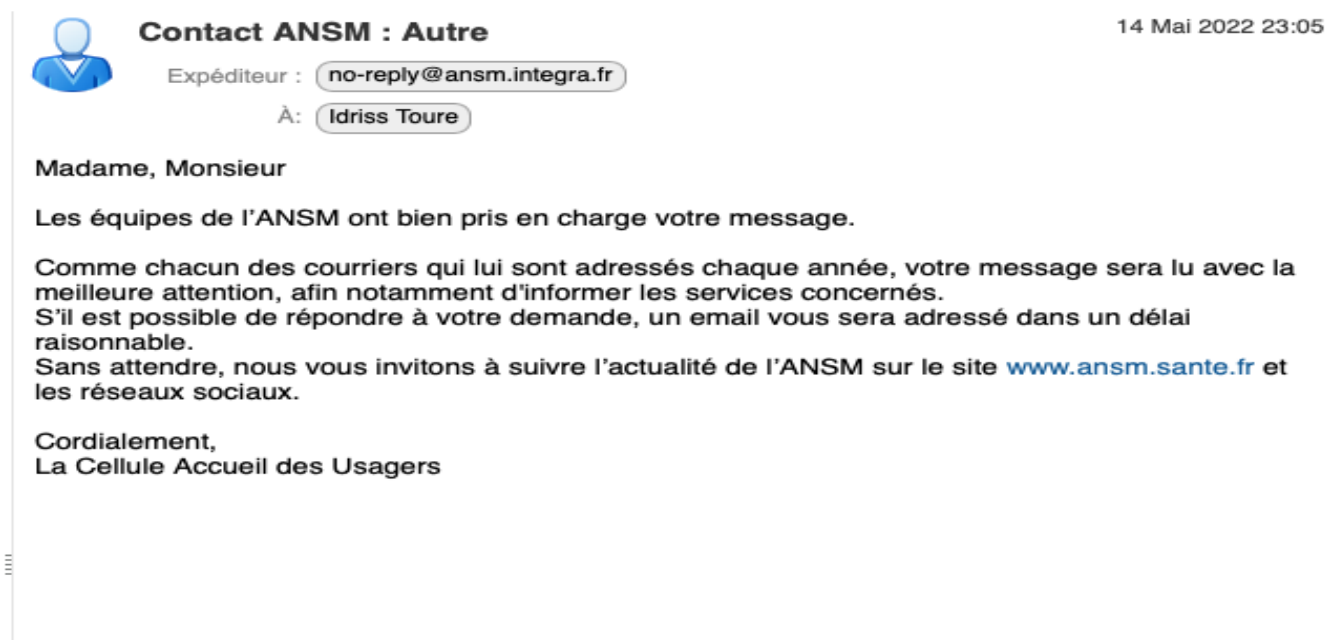 Contact ANSM : Autre
14 Mai 2022 23:05
Expéditeur : no-reply@ansm.integra.fr
À: Idriss Toure
Madame, Monsieur
Les équipes de l’ANSM ont bien pris en charge votre message.
Comme chacun des courriers qui lui sont adressés chaque année, votre message sera lu avec la
meilleure attention, afin notamment d'informer les services concernés.
S’il est possible de répondre à votre demande, un email vous sera adressé dans un délai
raisonnable.
Sans attendre, nous vous invitons à suivre l’actualité de l’ANSM sur le site www.ansm.sante.fr et
les réseaux sociaux.
Cordialement,
La Cellule Accueil des Usagers